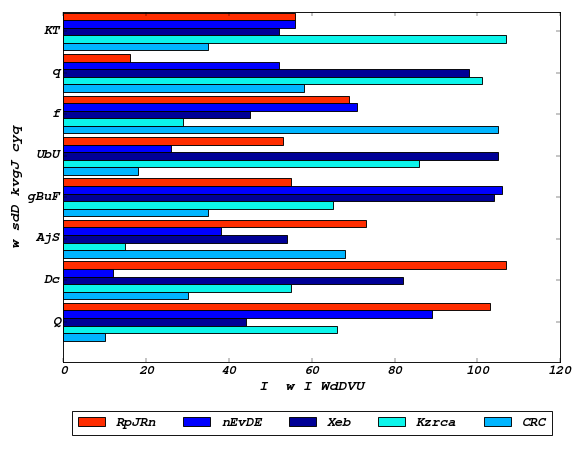 KT
q
f
UbU
gBuF
AjS
Dc
Q
w sdD kvgJ cyq
0 20 40 60 80 100 120
I w I WdDVU
RpJRn nEvDE Xeb Kzrca CRC